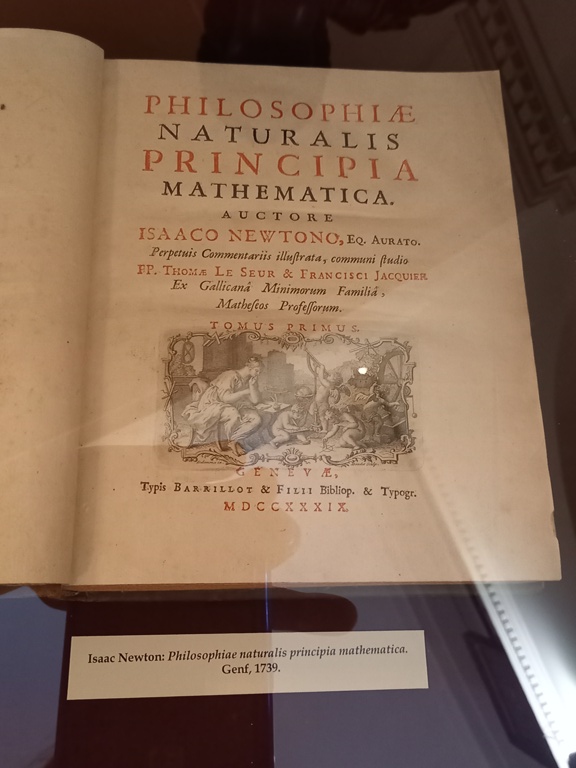 PHILOSOPHIÆ
NATURALIS
PRINCIPIA
MATHEMATICA.
AUCTORE
ISAACO NEWTONO, EQ. AURATO.
Perpetuis Commentariis illuſtrata, communi ſtudio
PP. THOMÆ LE SEUR & FRANCISCI JACQUIER
Ex Gallicanâ Minimorum Familiâ,
Matheſeos Profeſſorum.
TOMUS PRIMUS.
GENEVÆ,
Typis BARRILLOT & FILII Bibliop. & Typogr.
MDCCXXXIX.
Isaac Newton: Philosophiae naturalis principia mathematica.
Genf, 1739.